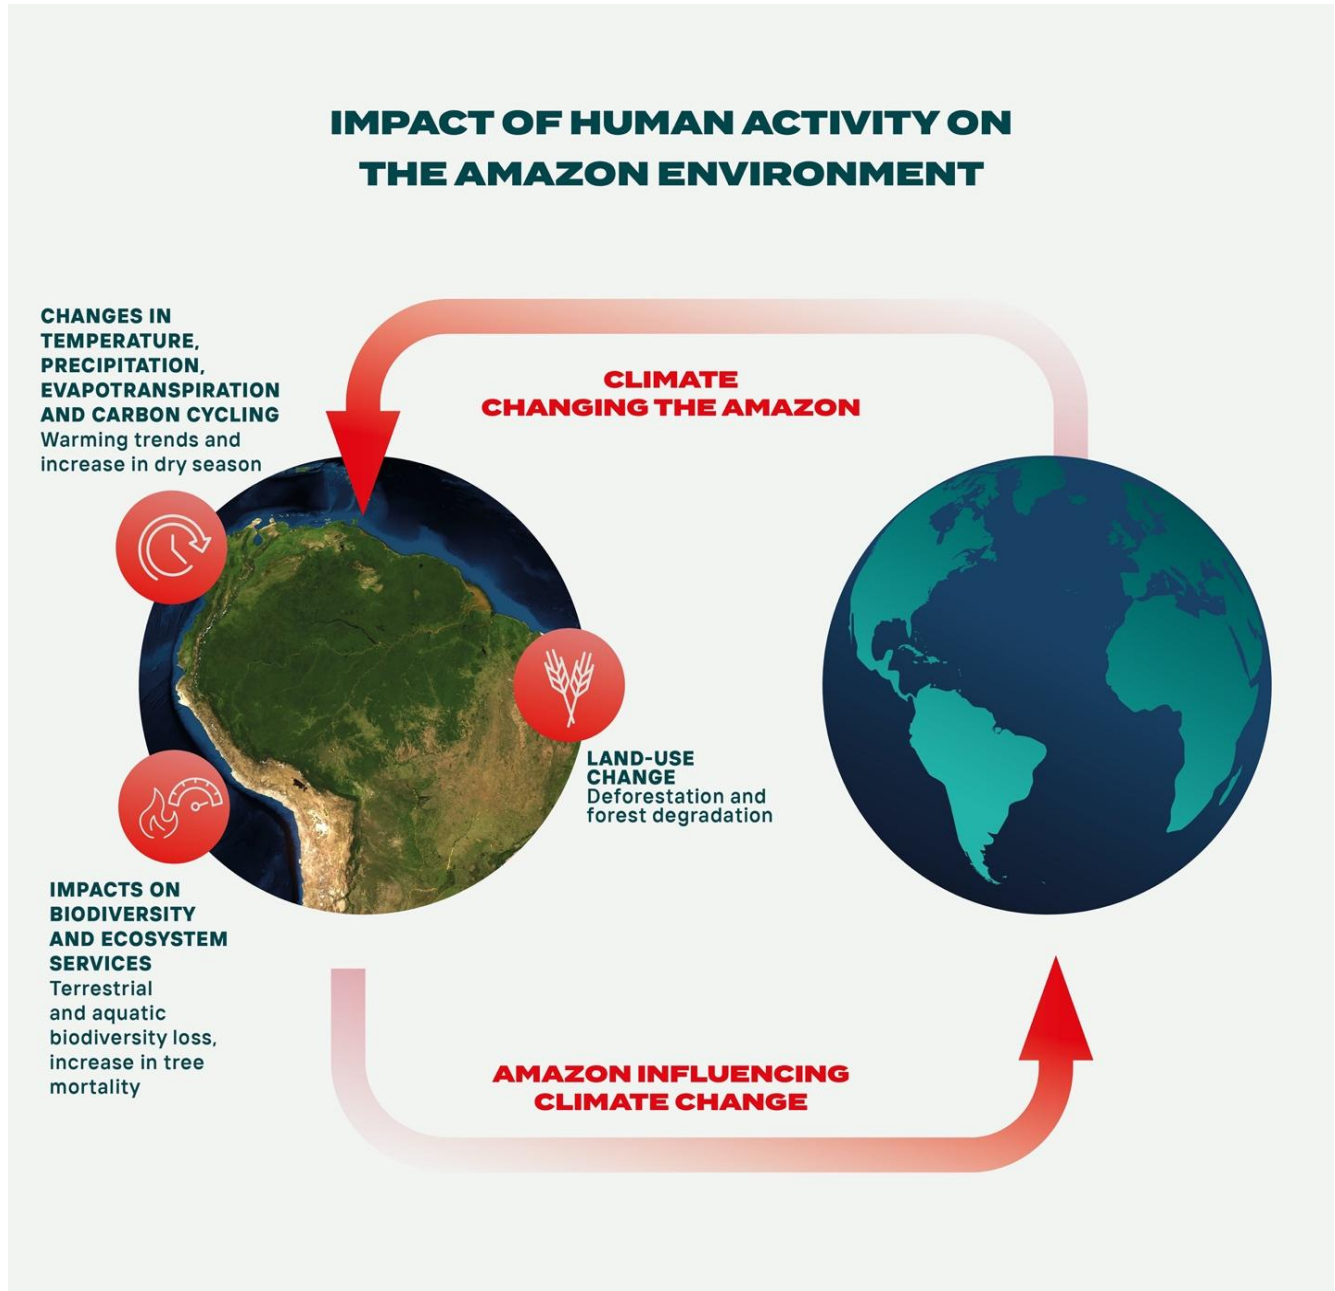 IMPACT OF HUMAN ACTIVITY ON
THE AMAZON ENVIRONMENT
CHANGES IN
TEMPERATURE,
PRECIPITATION,
EVAPOTRANSPIRATION
AND CARBON CYCLING
Warming trends and
increase in dry season
CLIMATE
CHANGING THE AMAZON
LAND-USE
CHANGE
Deforestation and
forest degradation
IMPACTS ON
BIODIVERSITY
AND ECOSYSTEM
SERVICES
Terrestrial
and aquatic
biodiversity loss,
increase in tree
mortality
AMAZON INFLUENCING
CLIMATE CHANGE